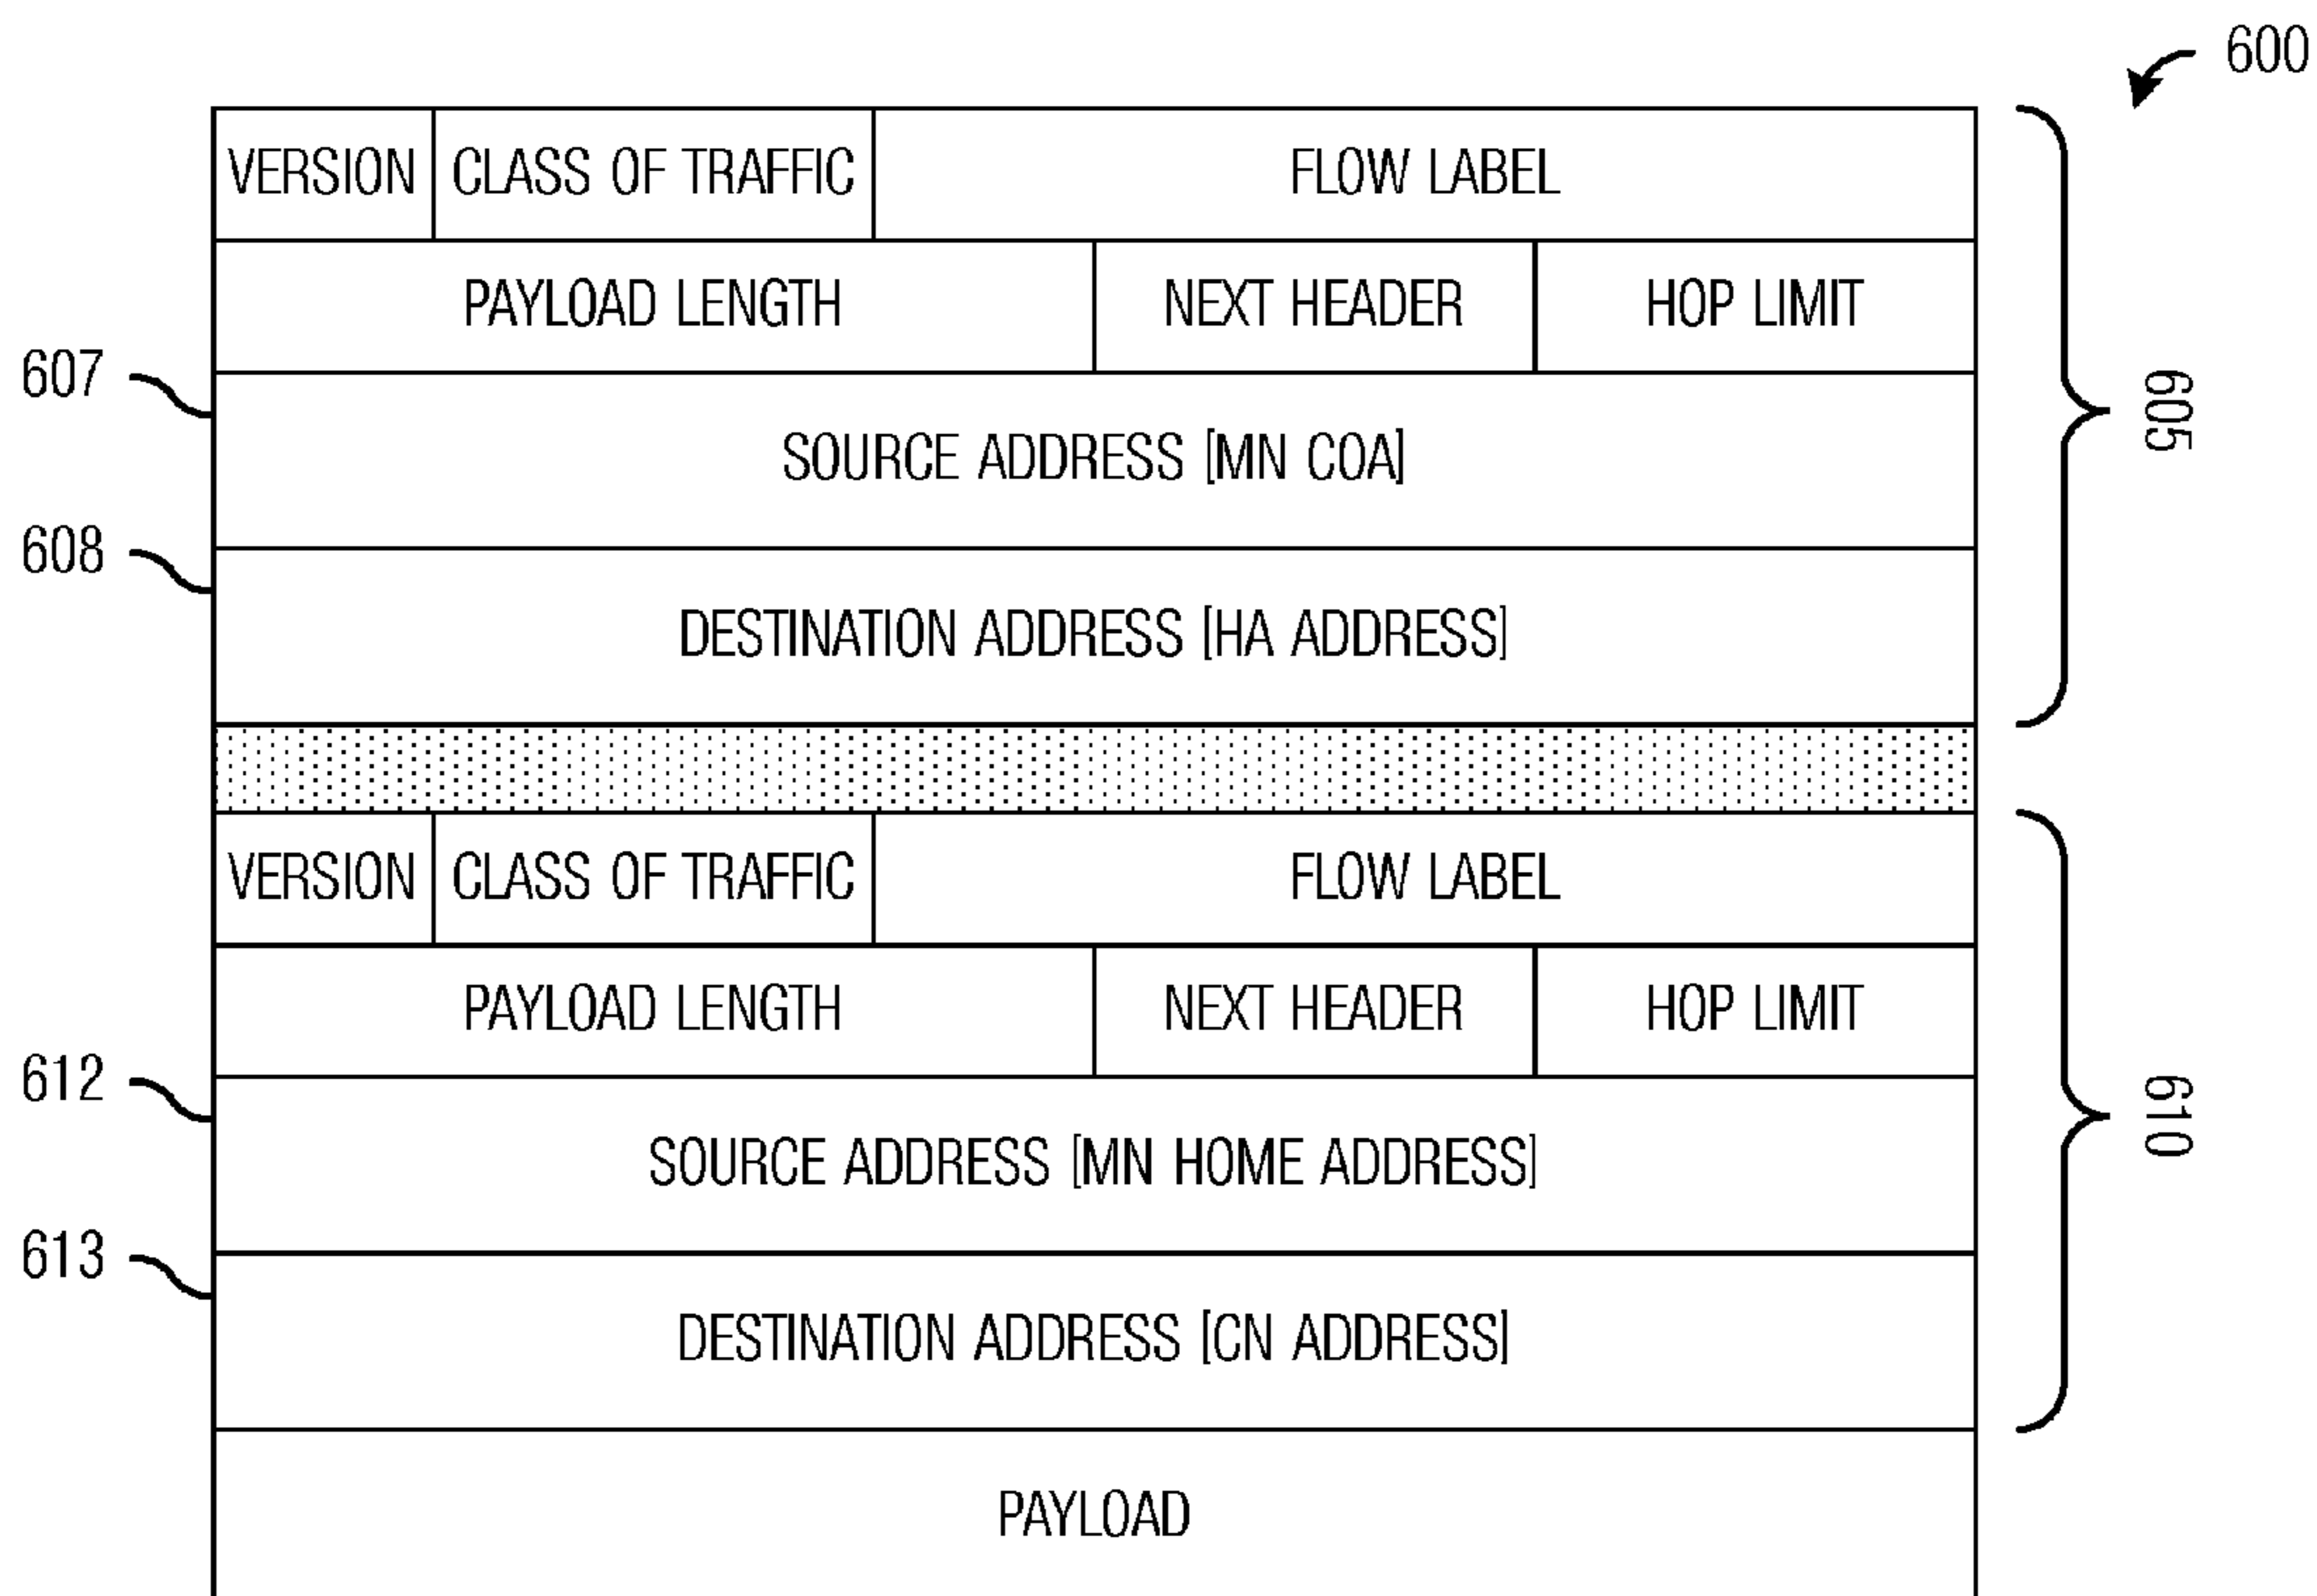 600
VERSION CLASS OF TRAFFIC FLOW LABEL
PAYLOAD LENGTH NEXT HEADER HOP LIMIT
607
SOURCE ADDRESS [MN COA]
605
608
DESTINATION ADDRESS [HA ADDRESS]
VERSION CLASS OF TRAFFIC FLOW LABEL
PAYLOAD LENGTH NEXT HEADER HOP LIMIT
612
SOURCE ADDRESS [MN HOME ADDRESS]
610
613
DESTINATION ADDRESS [CN ADDRESS]
PAYLOAD